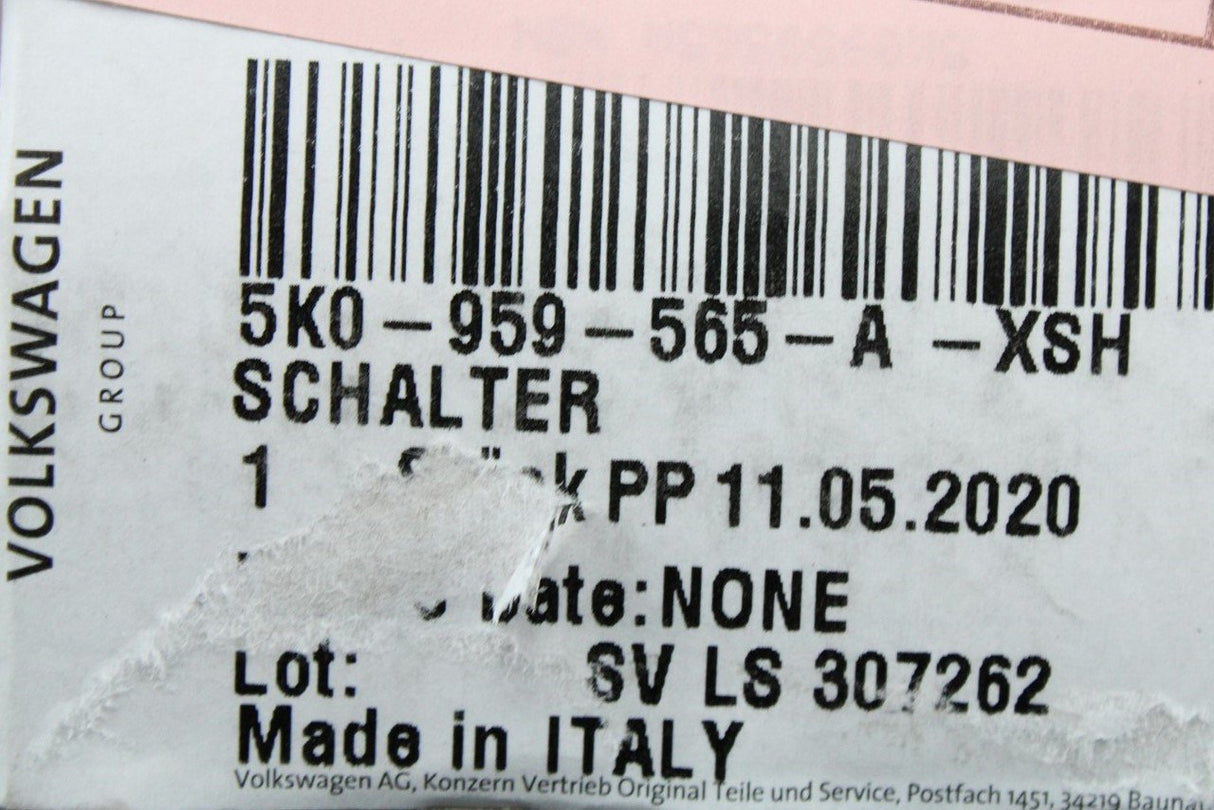 VOLKSWAGEN
GROUP
5K0-959-565-A -XSH
SCHALTER
1 PP 11.05.2020
Date:NONE
Lot: SV LS 307262
Made in ITALY
Volkswagen AG, Konzern Vertrieb Original Teile und Service, Postfach 1451, 34219